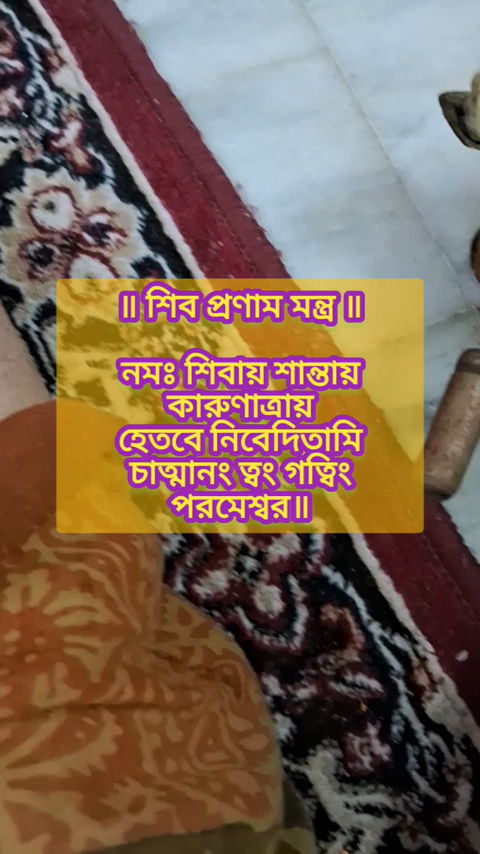 ॥ শিব প্রণাম মন্ত্র ॥
নমঃ শিবায় শান্তায়
কারুণাত্রায়
হেতবে নিবেদিতামি
চাত্মানং ত্বং গত্বিং
পরমেশ্বর॥